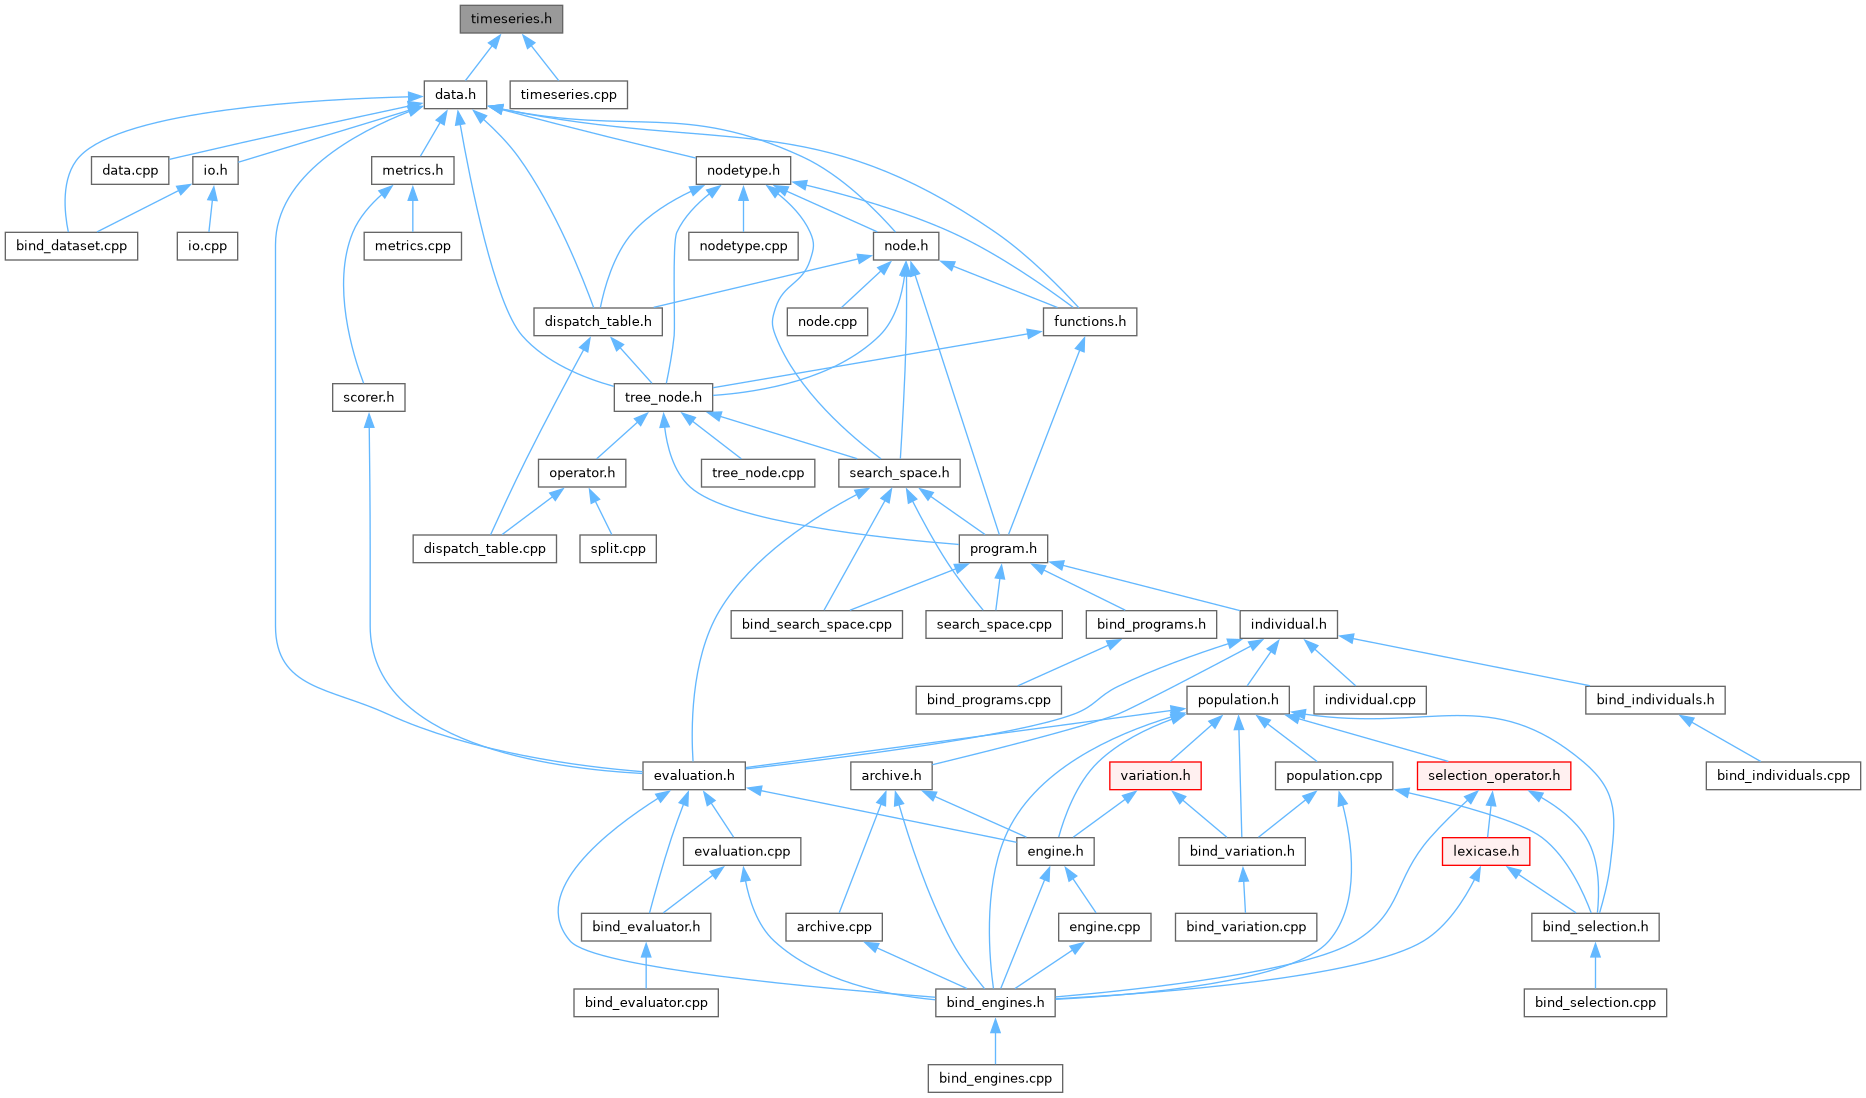 timeseries.h
data.h
timeseries.cpp
data.cpp
io.h
metrics.h
nodetype.h
bind_dataset.cpp
io.cpp
metrics.cpp
nodetype.cpp
node.h
dispatch_table.h
node.cpp
functions.h
scorer.h
tree_node.h
operator.h
tree_node.cpp
search_space.h
dispatch_table.cpp
split.cpp
program.h
bind_search_space.cpp
search_space.cpp
bind_programs.h
individual.h
bind_programs.cpp
population.h
individual.cpp
bind_individuals.h
evaluation.h
archive.h
variation.h
population.cpp
selection_operator.h
bind_individuals.cpp
evaluation.cpp
engine.h
bind_variation.h
lexicase.h
bind_evaluator.h
archive.cpp
engine.cpp
bind_variation.cpp
bind_selection.h
bind_evaluator.cpp
bind_engines.h
bind_selection.cpp
bind_engines.cpp